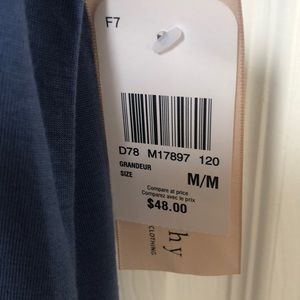 F7
D78 M17897 120
GRANDEUR
SIZE M/M
Compare at price
Comparez avec le prix
$48.00
hy
CLOTHING